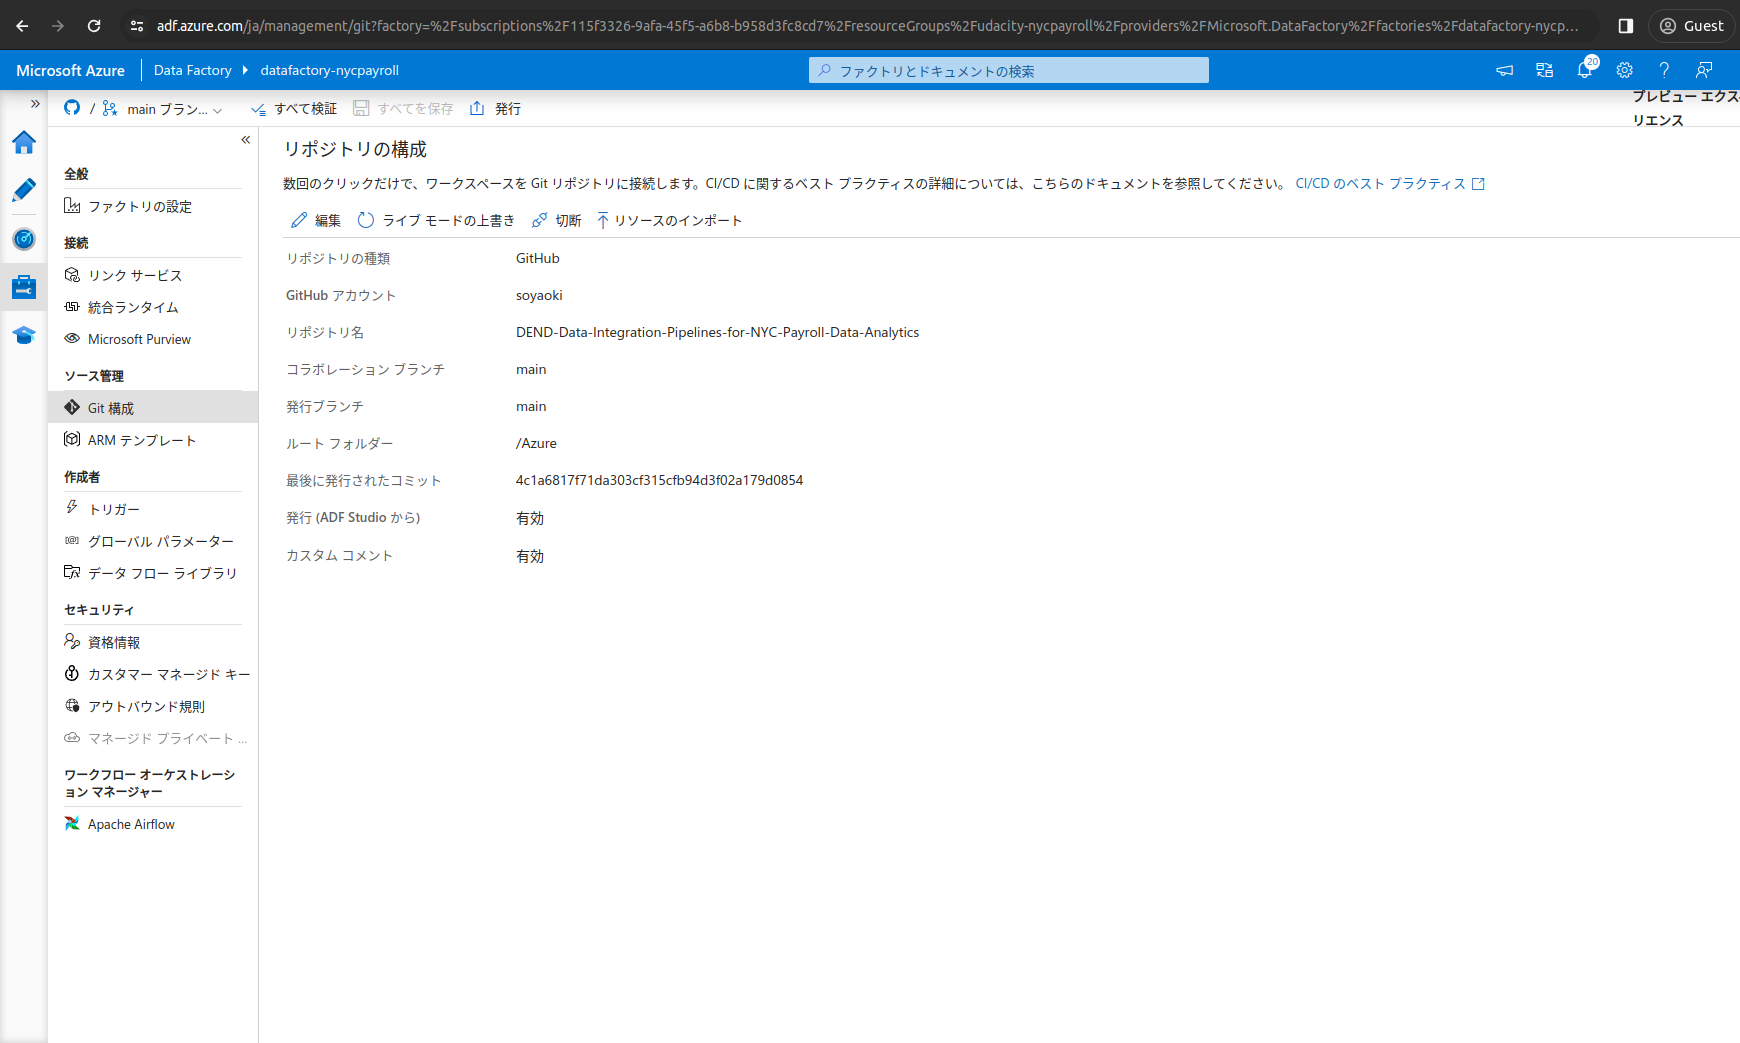 adf.azure.com/ja/management/git?factory=%2Fsubscriptions%2F115f3326-9afa-45f5-a6b8-b958d3fc8cd7%2FresourceGroups%2Fudacity-nycpayroll%2Fproviders%2FMicrosoft.DataFactory%2Ffactories%2Fdatafactory-nycp...
Guest
Microsoft Azure
Data Factory
datafactory-nycpayroll
ファクトリとドキュメントの検索
20
/ main ブラン...
すべて検証
すべてを保存
発行
プレビュー エクス
リエンス
全般
ファクトリの設定
接続
リンク サービス
統合ランタイム
Microsoft Purview
ソース管理
Git 構成
ARM テンプレート
作成者
トリガー
グローバル パラメーター
データ フロー ライブラリ
セキュリティ
資格情報
カスタマー マネージド キー
アウトバウンド規則
マネージド プライベート ...
ワークフロー オーケストレーシ
ョン マネージャー
Apache Airflow
リポジトリの構成
数回のクリックだけで、ワークスペースを Git リポジトリに接続します。CI/CD に関するベスト プラクティスの詳細については、こちらのドキュメントを参照してください。 CI/CD のベスト プラクティス
編集
ライブ モードの上書き
切断
リソースのインポート
リポジトリの種類 GitHub
GitHub アカウント soyaoki
リポジトリ名 DEND-Data-Integration-Pipelines-for-NYC-Payroll-Data-Analytics
コラボレーション ブランチ main
発行ブランチ main
ルート フォルダー /Azure
最後に発行されたコミット 4c1a6817f71da303cf315cfb94d3f02a179d0854
発行 (ADF Studio から) 有効
カスタム コメント 有効